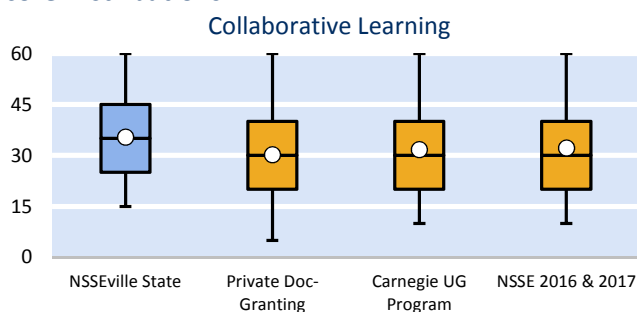 Collaborative Learning
60
45
30
15
0
NSSEville State
Private Doc-
Granting
Carnegie UG
Program
NSSE 2016 & 2017